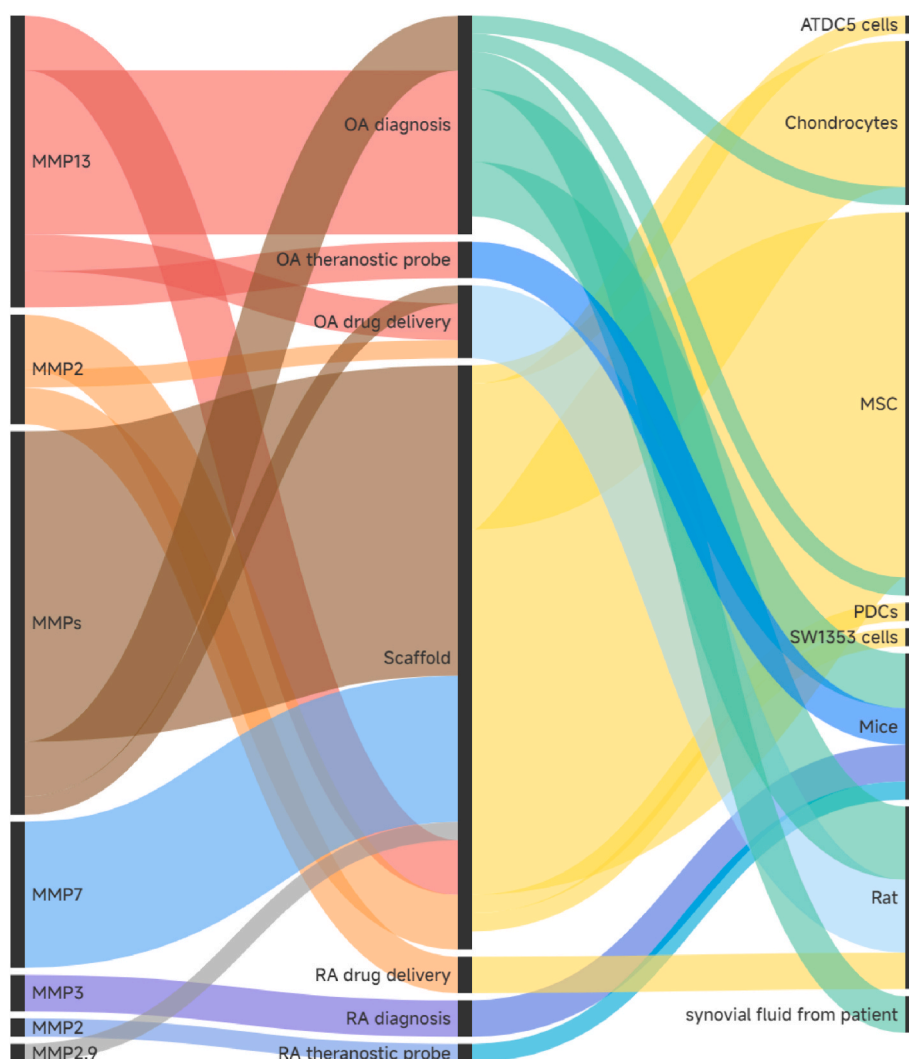 MMP13
MMP2
MMPs
MMP7
MMP3
MMP2
MMP2,9
OA diagnosis
OA theranostic probe
OA drug delivery
Scaffold
RA drug delivery
RA diagnosis
RA theranostic probe
ATDC5 cells
Chondrocytes
MSC
PDCs
SW1353 cells
Mice
Rat
synovial fluid from patient